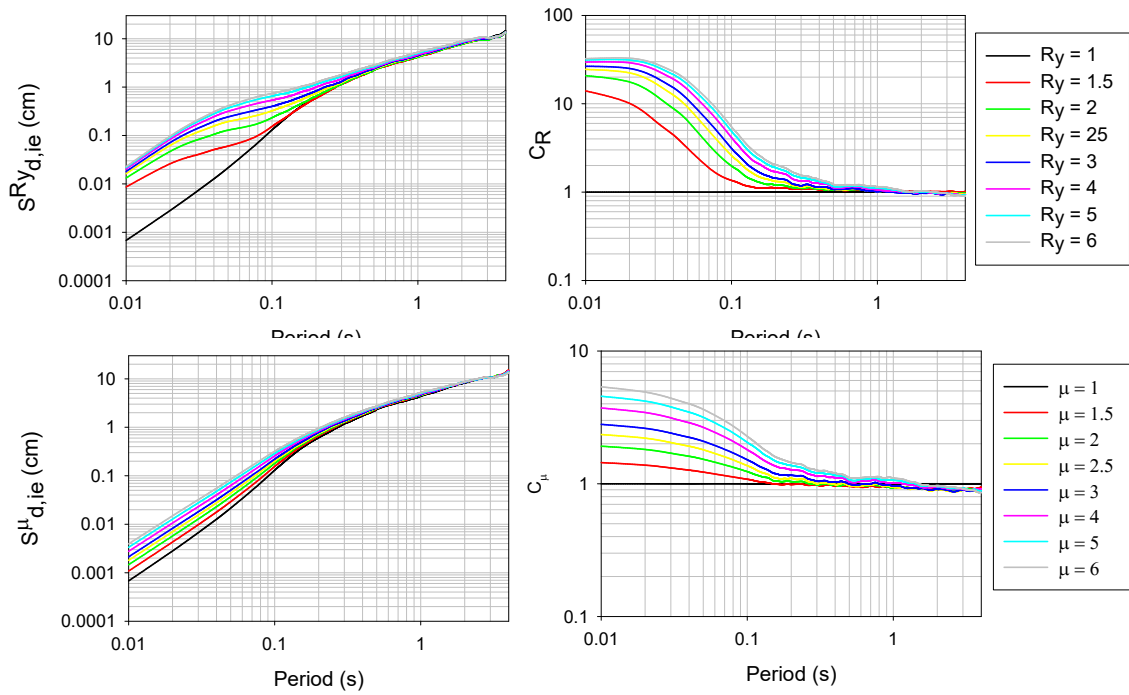 S^Ry_d,ie (cm)
10
1
0.1
0.01
0.001
0.0001
0.01
0.1
1
Period (s)
C_R
100
10
1
0.1
0.01
0.1
1
Period (s)
Ry = 1
Ry = 1.5
Ry = 2
Ry = 25
Ry = 3
Ry = 4
Ry = 5
Ry = 6
S^μ_d,ie (cm)
10
1
0.1
0.01
0.001
0.0001
0.01
0.1
1
Period (s)
C_μ
10
1
0.1
0.01
0.1
1
Period (s)
μ = 1
μ = 1.5
μ = 2
μ = 2.5
μ = 3
μ = 4
μ = 5
μ = 6